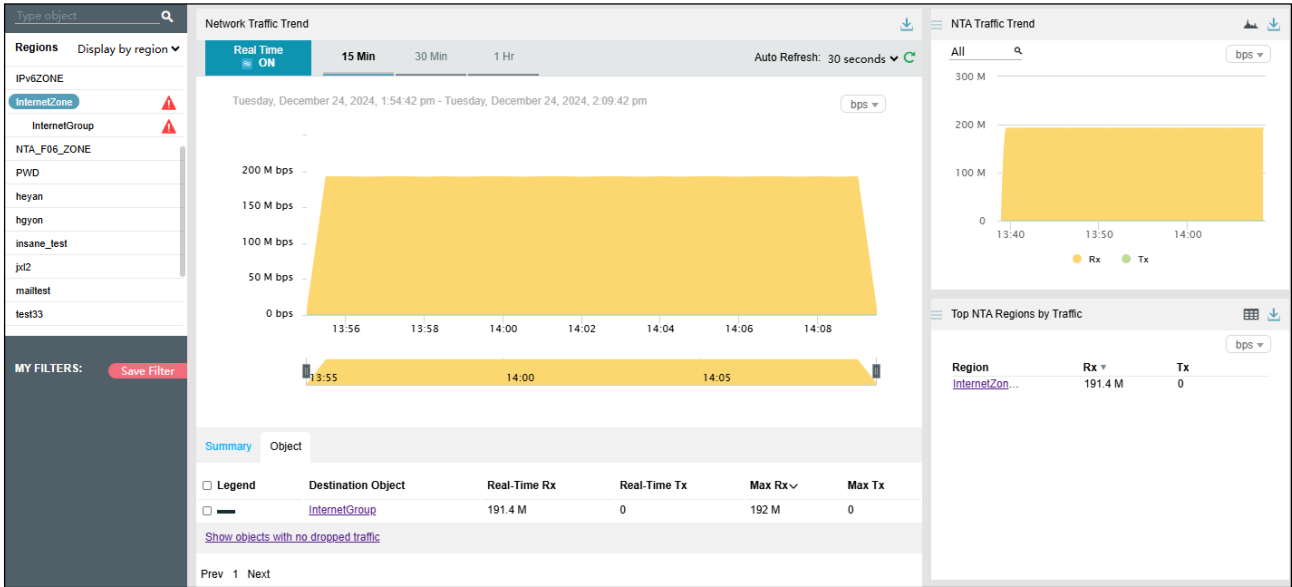 Type object
Regions Display by region
IPv6ZONE
InternetZone
InternetGroup
NTA_F06_ZONE
PWD
heyan
hgyon
insane_test
jxl2
mailtest
test33
MY FILTERS: Save Filter
Network Traffic Trend
Real Time
ON
15 Min 30 Min 1 Hr
Auto Refresh: 30 seconds
Tuesday, December 24, 2024, 1:54:42 pm - Tuesday, December 24, 2024, 2:09:42 pm
bps
200 M bps
150 M bps
100 M bps
50 M bps
0 bps
13:56 13:58 14:00 14:02 14:04 14:06 14:08
13:55 14:00 14:05
Summary Object
Legend Destination Object Real-Time Rx Real-Time Tx Max Rx Max Tx
InternetGroup 191.4 M 0 192 M 0
Show objects with no dropped traffic
Prev 1 Next
NTA Traffic Trend
All
bps
300 M
200 M
100 M
0
13:40 13:50 14:00
Rx Tx
Top NTA Regions by Traffic
bps
Region Rx Tx
InternetZon... 191.4 M 0